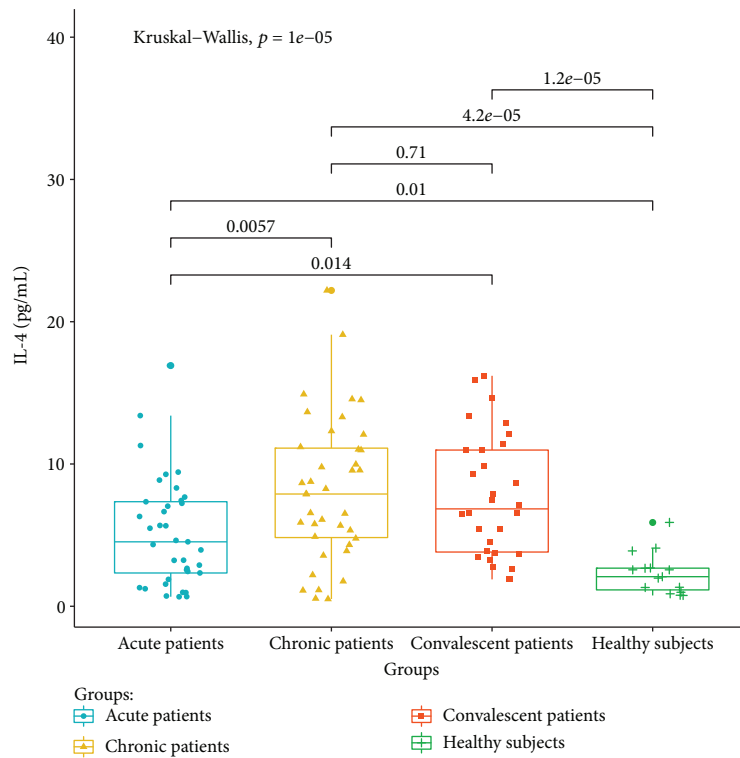 40
Kruskal−Wallis, p = 1e−05
1.2e−05
4.2e−05
0.71
30
0.01
0.0057
0.014
IL-4 (pg/mL)
20
10
0
Acute patients Chronic patients Convalescent patients Healthy subjects
Groups
Groups:
Acute patients Convalescent patients
Chronic patients Healthy subjects